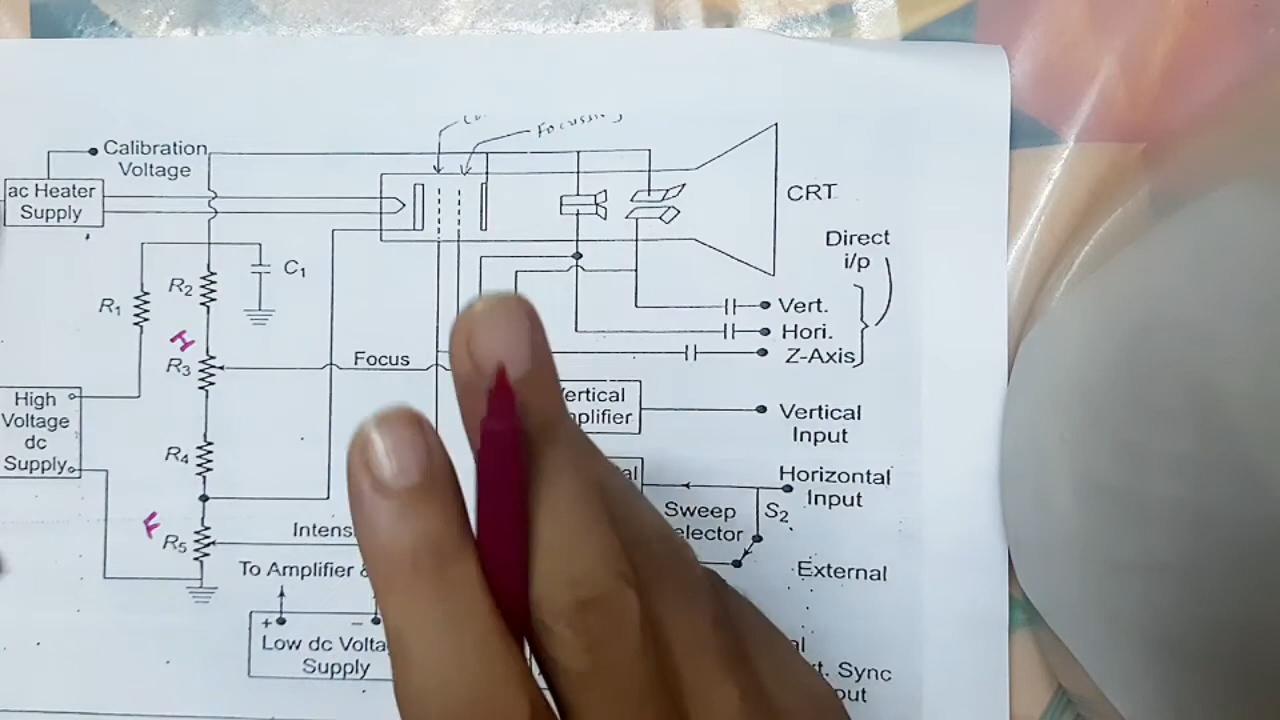 Focussing
Calibration
Voltage
ac Heater
Supply
CRT
Direct
i/p
C1
R2
R1
Vert.
Hori.
Z-Axis
H
R3
Focus
High
Voltage
dc
Supply
Vertical
Input
R4
Horizontal
Input
S2
Sweep
F
R5
External
To Amplifier
Low dc
Supply
Sync